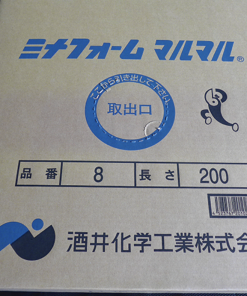 ミナフォーム マルマル®
ここから引き出して下さい
取出口
品番 8 長さ 200
酒井化学工業株式会